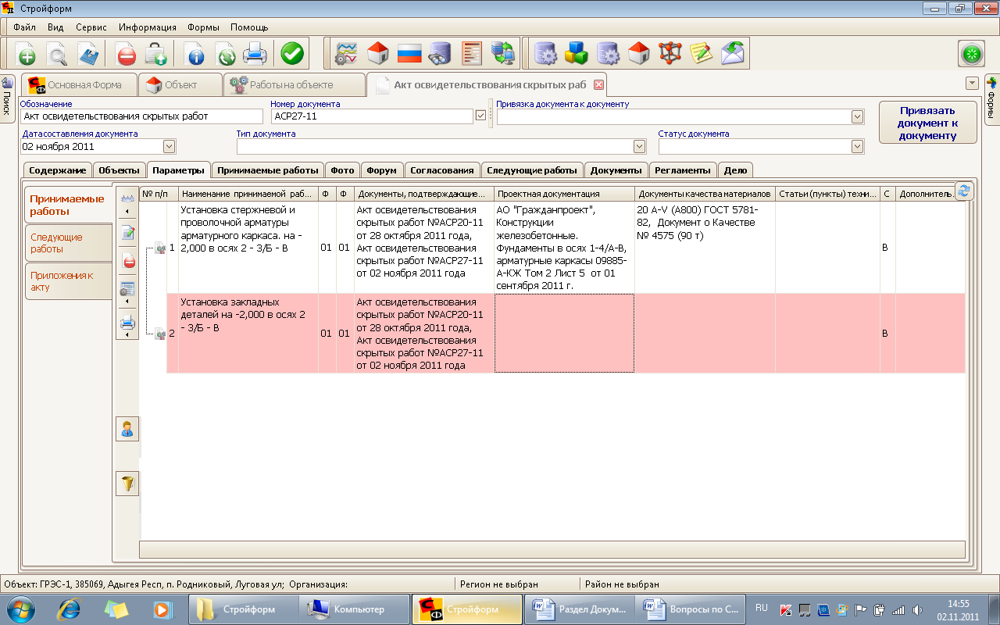 Стройформ
Файл Вид Сервис Информация Формы Помощь
Основная Форма Объект Работы на объекте Акт освидетельствования скрытых раб
Поиск
Формы
Обозначение Номер документа Привязка документа к документу
Акт освидетельствования скрытых работ АСР27-11
Привязать
документ к
документу
Дата составления документа Тип документа Статус документа
02 ноября 2011
Содержание Объекты Параметры Принимаемые работы Фото Форум Согласования Следующие работы Документы Регламенты Дело
Принимаемые
работы
Следующие
работы
Приложения к
акту
№ п/п Наименание принимаемой раб... Ф Ф Документы, подтверждающие... Проектная документация Документы качества материалов Статьи (пункты) техни... С Дополнитель
1
Установка стержневой и
проволочной арматуры
арматурного каркаса. на -
2,000 в осях 2 - 3/Б - В
01 01
Акт освидетельствования
скрытых работ №АСР20-11
от 28 октября 2011 года,
Акт освидетельствования
скрытых работ №АСР27-11
от 02 ноября 2011 года
АО "Гражданпроект",
Конструкции
железобетонные.
Фундаменты в осях 1-4/А-В,
арматурные каркасы 09885-
А-КЖ Том 2 Лист 5 от 01
сентября 2011 г.
20 А-V (А800) ГОСТ 5781-
82, Документ о Качестве
№ 4575 (90 т)
В
2
Установка закладных
деталей на -2,000 в осях 2
- 3/Б - В
01 01
Акт освидетельствования
скрытых работ №АСР20-11
от 28 октября 2011 года,
Акт освидетельствования
скрытых работ №АСР27-11
от 02 ноября 2011 года
В
Объект: ГРЭС-1, 385069, Адыгея Респ, п. Родниковый, Луговая ул; Организация: Регион не выбран Район не выбран
Стройформ Компьютер Стройформ Раздел Докум... Вопросы по С... RU
14:55
02.11.2011